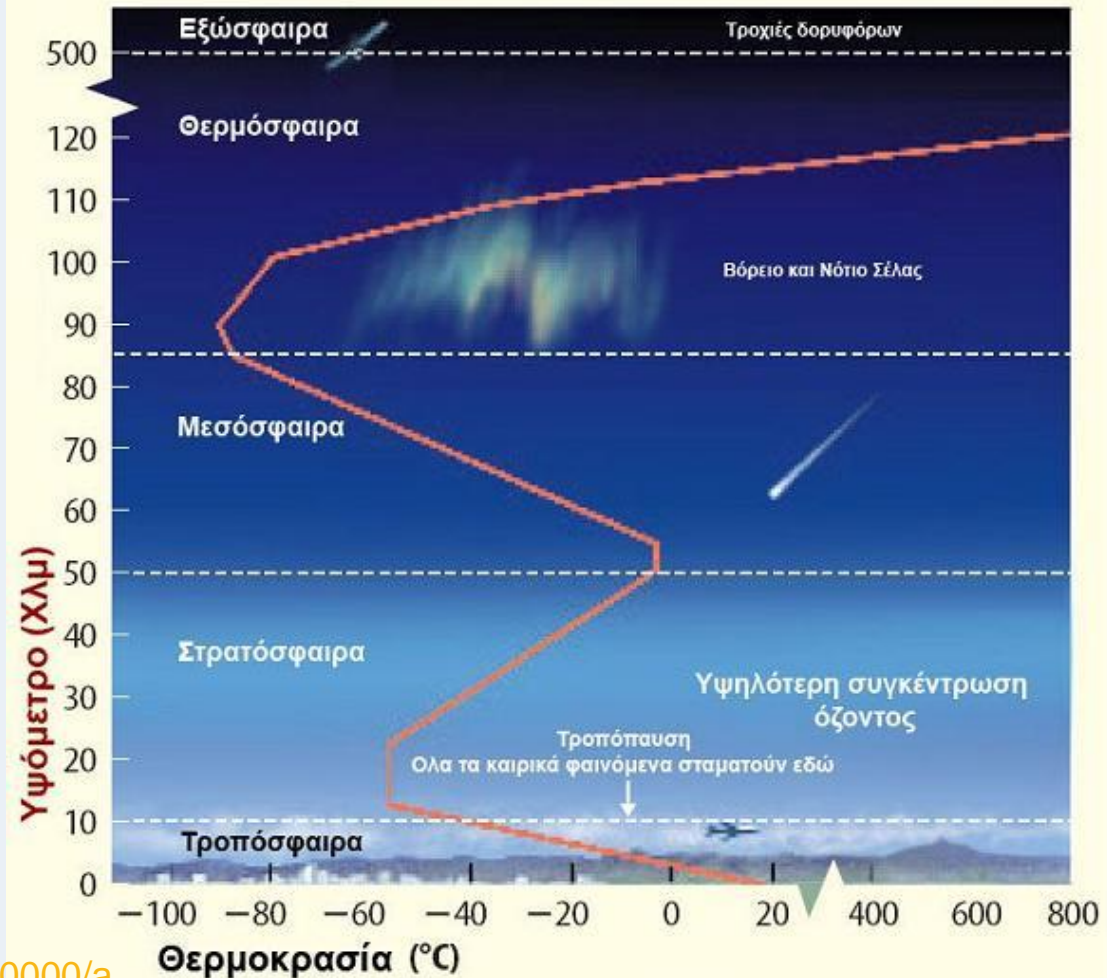 Εξώσφαιρα
Τροχιές δορυφόρων
500
Θερμόσφαιρα
120
110
100
Βόρειο και Νότιο Σέλας
90
80
Μεσόσφαιρα
70
60
50
40
Στρατόσφαιρα
Υψηλότερη συγκέντρωση
όζοντος
30
Τροπόπαυση
20
Ολα τα καιρικά φαινόμενα σταματούν εδώ
10
Τροπόσφαιρα
0
Υψόμετρο (Χλμ)
−100 −80 −60 −40 −20 0 20 400 600 800
Θερμοκρασία (°C)
0000/a